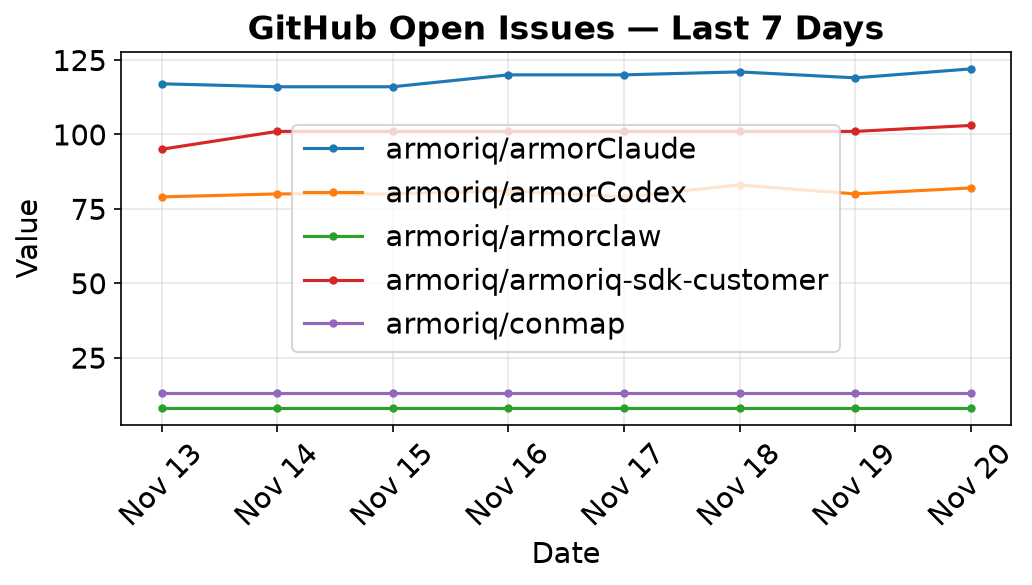 GitHub Open Issues — Last 7 Days
Value
125
100
75
50
25
armoriq/armorClaude
armoriq/armorCodex
armoriq/armorclaw
armoriq/armoriq-sdk-customer
armoriq/conmap
Nov 13
Nov 14
Nov 15
Nov 16
Nov 17
Nov 18
Nov 19
Nov 20
Date